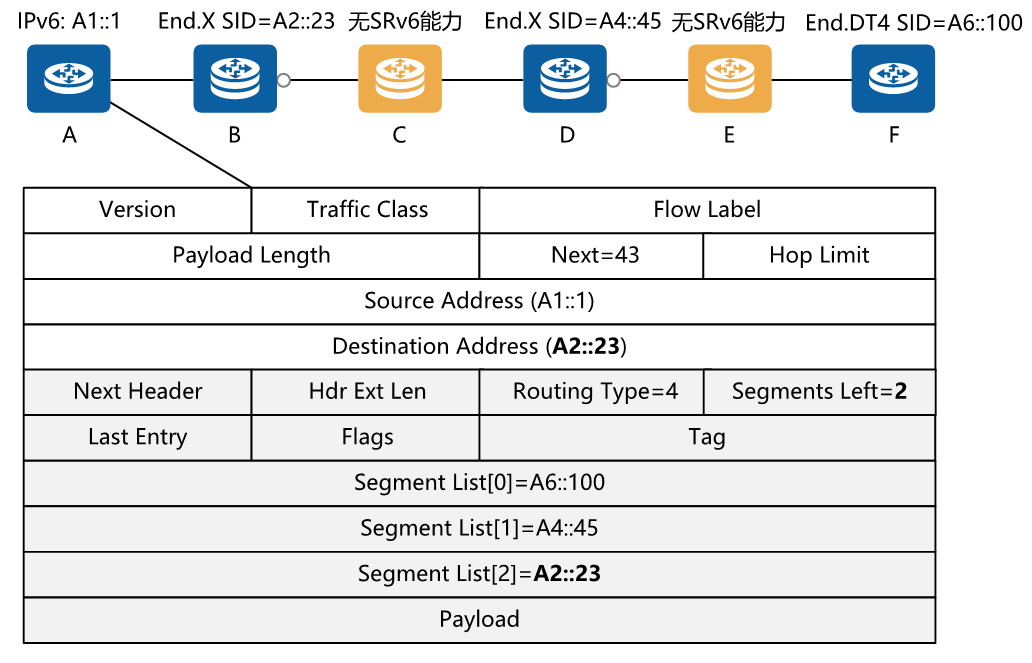 IPv6: A1::1 End.X SID=A2::23 无SRv6能力 End.X SID=A4::45 无SRv6能力 End.DT4 SID=A6::100
A B C D E F
Version Traffic Class Flow Label
Payload Length Next=43 Hop Limit
Source Address (A1::1)
Destination Address (A2::23)
Next Header Hdr Ext Len Routing Type=4 Segments Left=2
Last Entry Flags Tag
Segment List[0]=A6::100
Segment List[1]=A4::45
Segment List[2]=A2::23
Payload